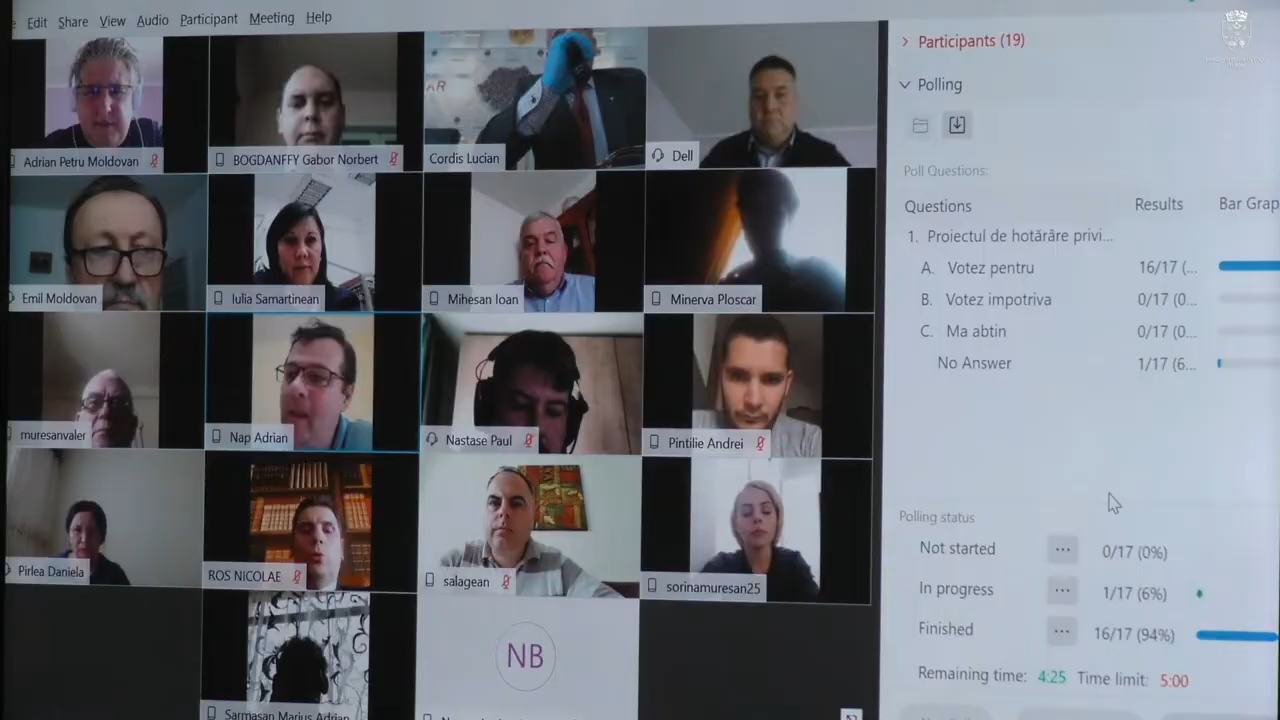 Edit Share View Audio Participant Meeting Help
Adrian Petru Moldovan
BOGDANFFY Gabor Norbert
Cordis Lucian
Dell
AR
Emil Moldovan
Iulia Samartinean
Mihesan Ioan
Minerva Ploscar
muresanvaler
Nap Adrian
Nastase Paul
Pintilie Andrei
Pirlea Daniela
ROS NICOLAE
salagean
sorinamuresan25
Sarmasan Marius Adrian
NB
Participants (19)
Polling
Poll Questions:
Questions Results Bar Grap
1. Proiectul de hotărâre privi...
A. Votez pentru 16/17 (...
B. Votez impotriva 0/17 (0...
C. Ma abtin 0/17 (0...
No Answer 1/17 (6...
Polling status
Not started ... 0/17 (0%)
In progress ... 1/17 (6%)
Finished ... 16/17 (94%)
Remaining time: 4:25 Time limit: 5:00